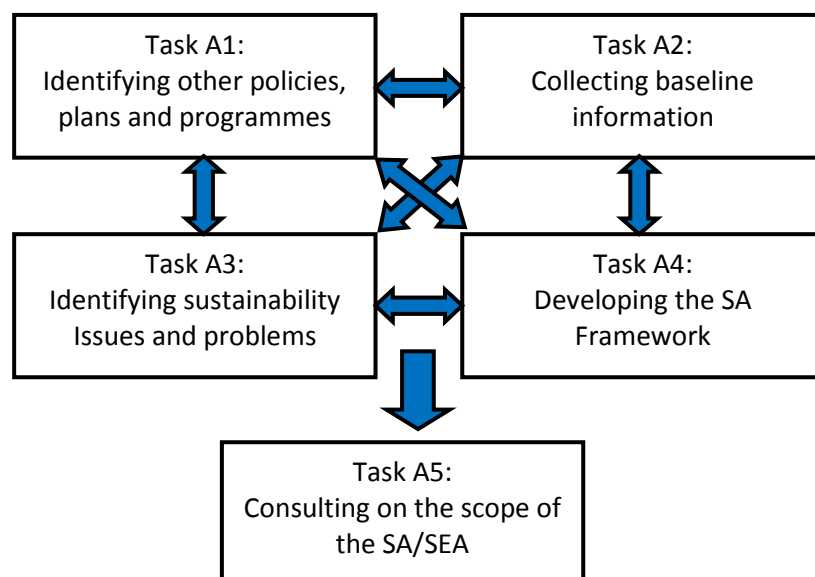 Task A1:
Identifying other policies,
plans and programmes
Task A2:
Collecting baseline
information
Task A3:
Identifying sustainability
Issues and problems
Task A4:
Developing the SA
Framework
Task A5:
Consulting on the scope of
the SA/SEA